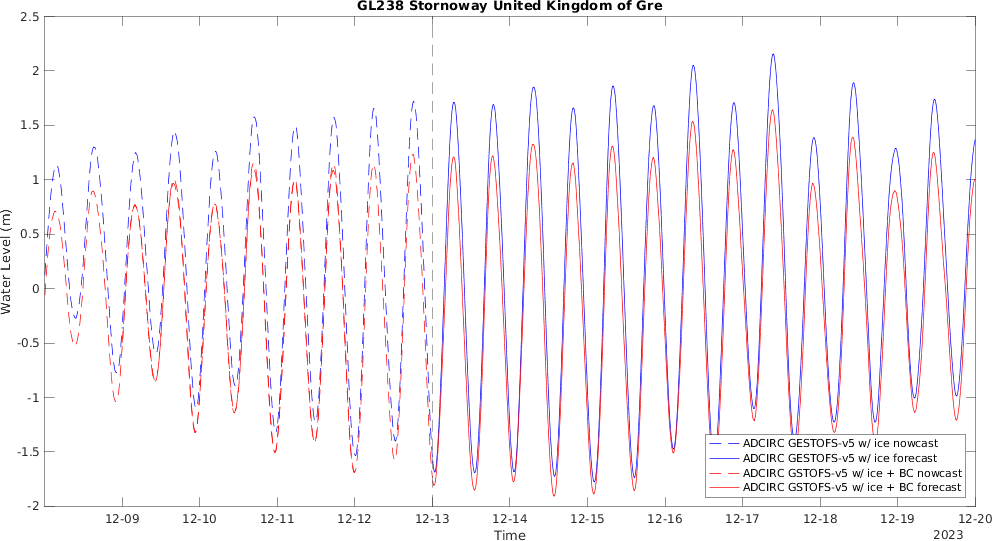 GL238 Stornoway United Kingdom of Gre
2.5
2
1.5
1
0.5
0
-0.5
-1
-1.5
-2
Water Level (m)
ADCIRC GESTOFS-v5 w/ ice nowcast
ADCIRC GESTOFS-v5 w/ ice forecast
ADCIRC GSTOFS-v5 w/ ice + BC nowcast
ADCIRC GSTOFS-v5 w/ ice + BC forecast
12-09 12-10 12-11 12-12 12-13 12-14 12-15 12-16 12-17 12-18 12-19 12-20
Time
2023